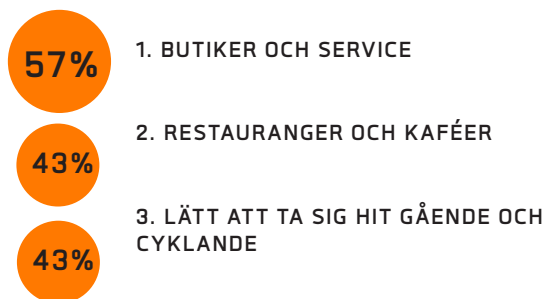 57%
1. BUTIKER OCH SERVICE
43%
2. RESTAURANGER OCH KAFÉER
43%
3. LÄTT ATT TA SIG HIT GÅENDE OCH
CYKLANDE